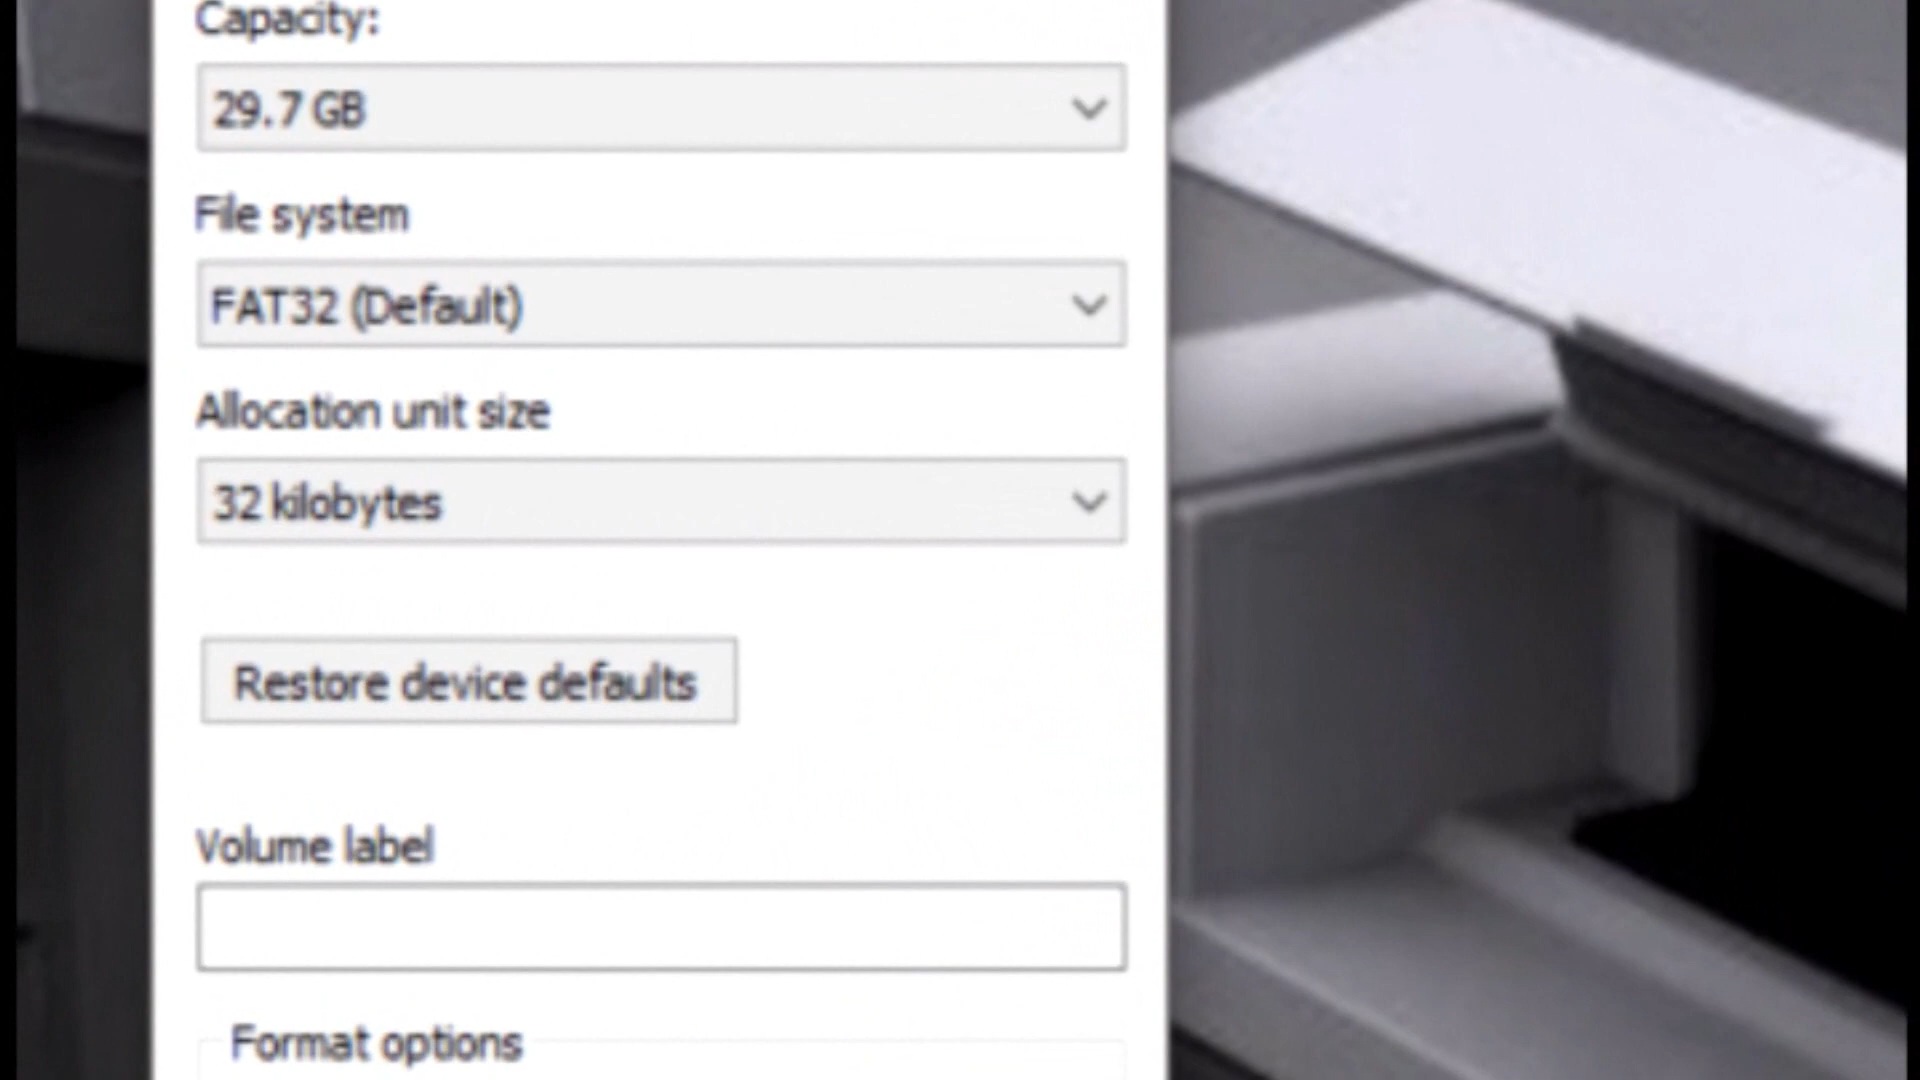 Capacity:
29.7 GB
File system
FAT32 (Default)
Allocation unit size
32 kilobytes
Restore device defaults
Volume label
Format options